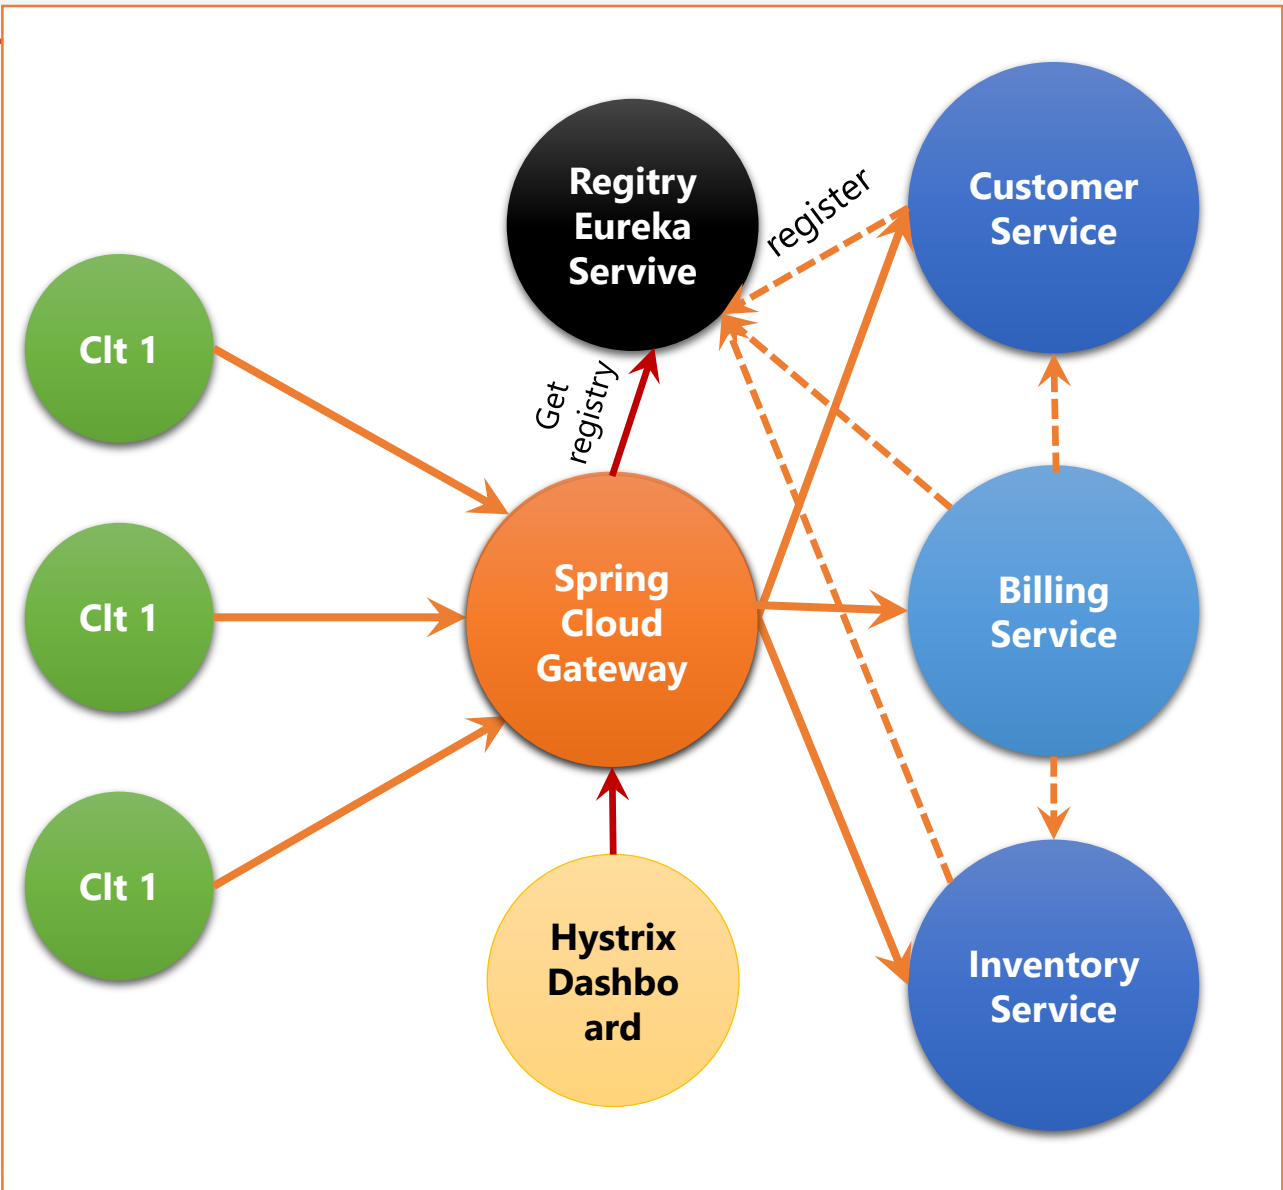 Regitry
Eureka
Servive
register
Customer
Service
Clt 1
Get
registry
Clt 1
Spring
Cloud
Gateway
Billing
Service
Clt 1
Hystrix
Dashbo
ard
Inventory
Service